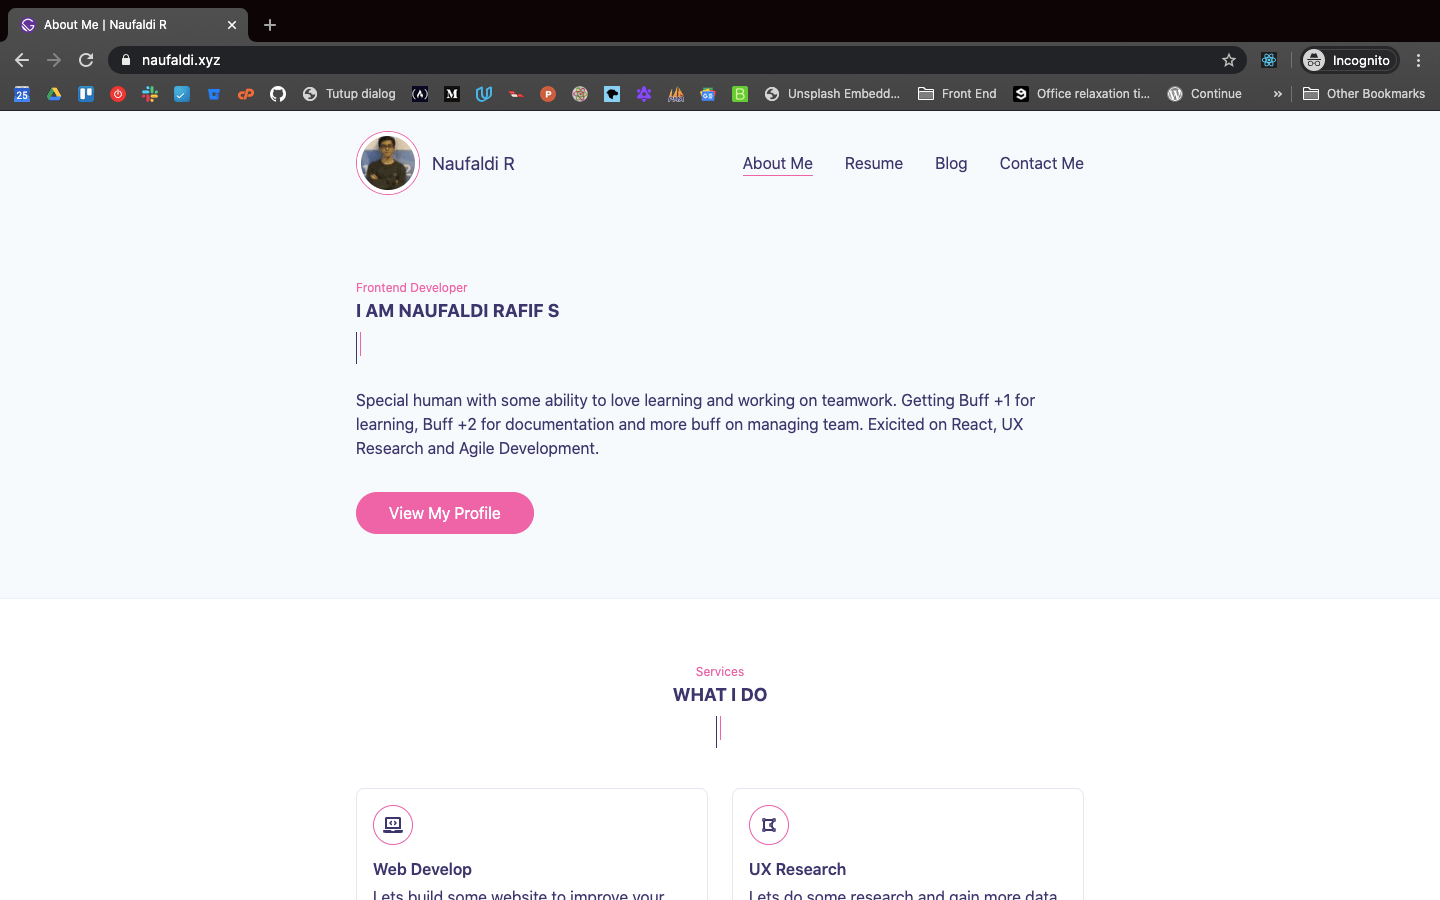 About Me | Naufaldi R
naufaldi.xyz
Incognito
25
Tutup dialog
M
P
B
Unsplash Embedd...
Front End
Office relaxation ti...
Continue
»
Other Bookmarks
Naufaldi R
About Me
Resume
Blog
Contact Me
Frontend Developer
I AM NAUFALDI RAFIF S
Special human with some ability to love learning and working on teamwork. Getting Buff +1 for
learning, Buff +2 for documentation and more buff on managing team. Exicited on React, UX
Research and Agile Development.
View My Profile
Services
WHAT I DO
Web Develop
Lets build some website to improve your
UX Research
Lets do some research and gain more data